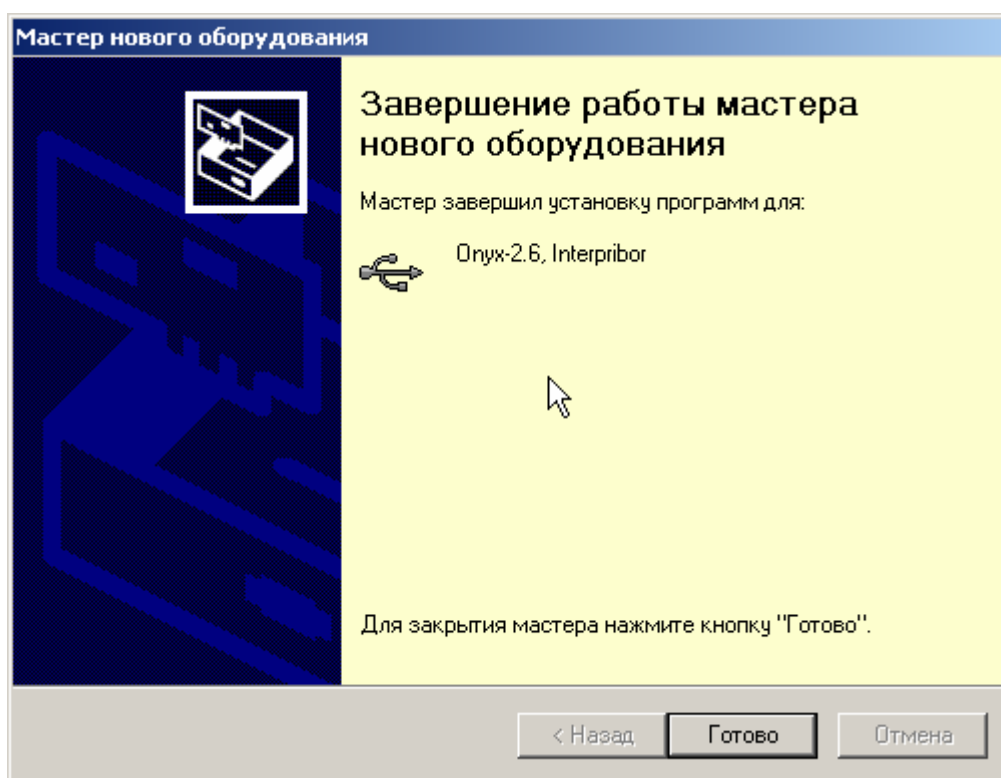 Мастер нового оборудования
Завершение работы мастера
нового оборудования
Мастер завершил установку программ для:
Onyx-2.6, Interpribor
Для закрытия мастера нажмите кнопку "Готово".
< Назад
Готово
Отмена